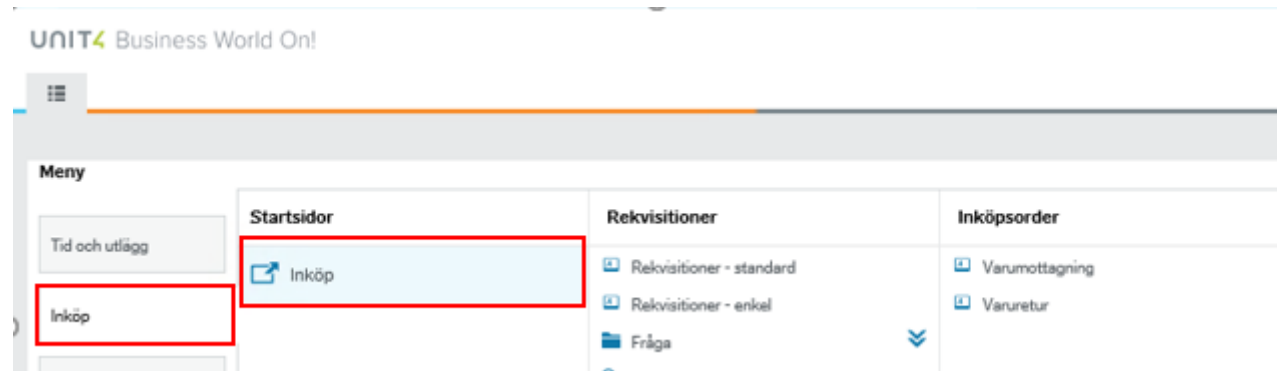 UNIT4 Business World On!
Meny
Tid och utlägg
Inköp
Startsidor
Inköp
Rekvisitioner
Rekvisitioner - standard
Rekvisitioner - enkel
Fråga
Inköpsorder
Varumottagning
Varuretur